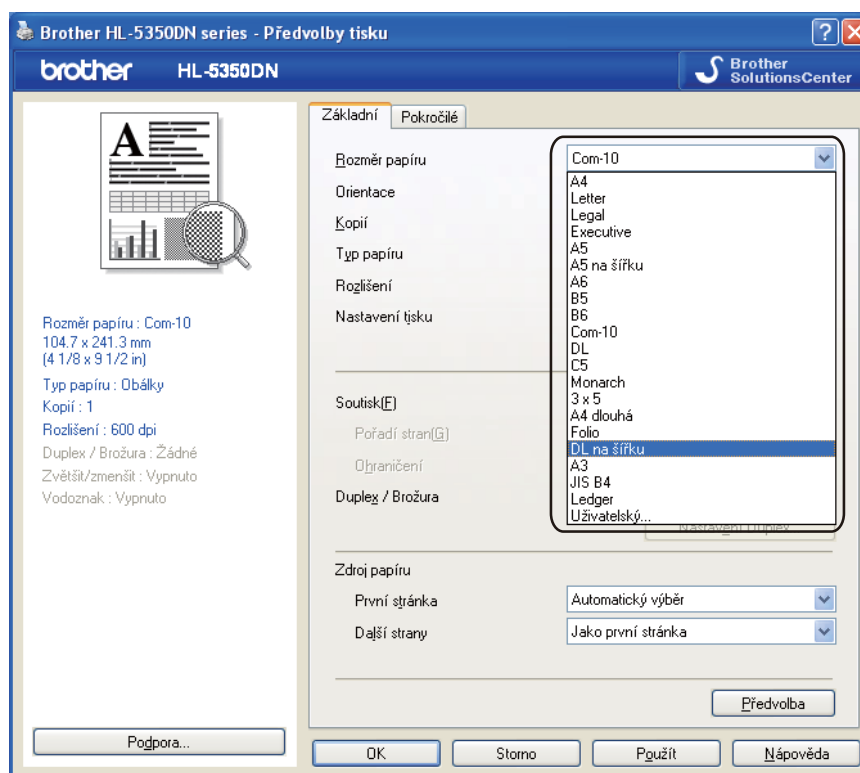 Brother HL-5350DN series - Předvolby tisku
brother HL-5350DN
Brother
SolutionsCenter
Základní Pokročilé
A
Rozměr papíru : Com-10
104.7 x 241.3 mm
(4 1/8 x 9 1/2 in)
Typ papíru : Obálky
Kopií : 1
Rozlišení : 600 dpi
Duplex / Brožura : Žádné
Zvětšit/zmenšit : Vypnuto
Vodoznak : Vypnuto
Podpora...
Rozměr papíru
Orientace
Kopií
Typ papíru
Rozlišení
Nastavení tisku
Soutisk(F)
Pořadí stran(G)
Ohraničení
Duplex / Brožura
Com-10
A4
Letter
Legal
Executive
A5
A5 na šířku
A6
B5
B6
Com-10
DL
C5
Monarch
3 x 5
A4 dlouhá
Folio
DL na šířku
A3
JIS B4
Ledger
Uživatelský...
Nastavení Duplex...
Zdroj papíru
První stránka Automatický výběr
Další strany Jako první stránka
Předvolba
OK Storno Použít Nápověda